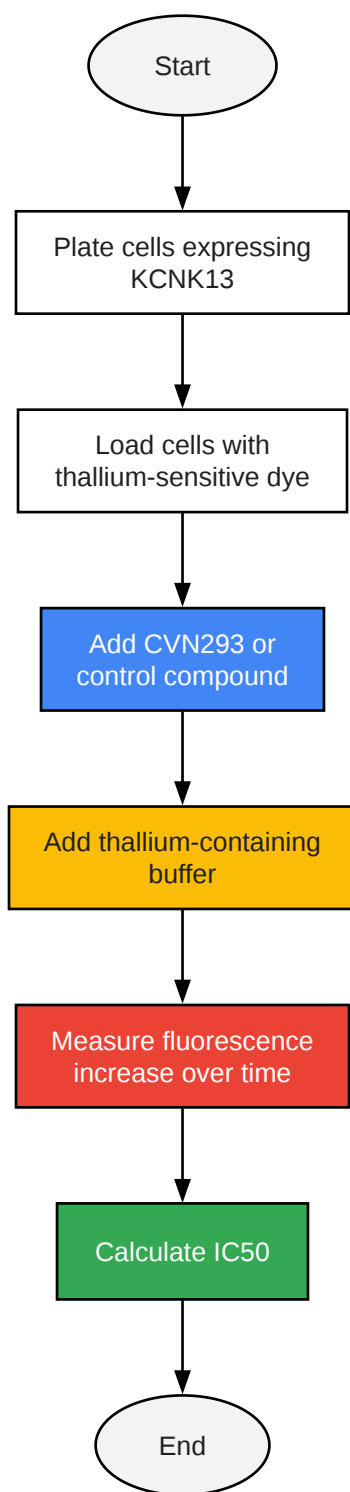 Start
Plate cells expressing
KCNK13
Load cells with
thallium-sensitive dye
Add CVN293 or
control compound
Add thallium-containing
buffer
Measure fluorescence
increase over time
Calculate IC50
End